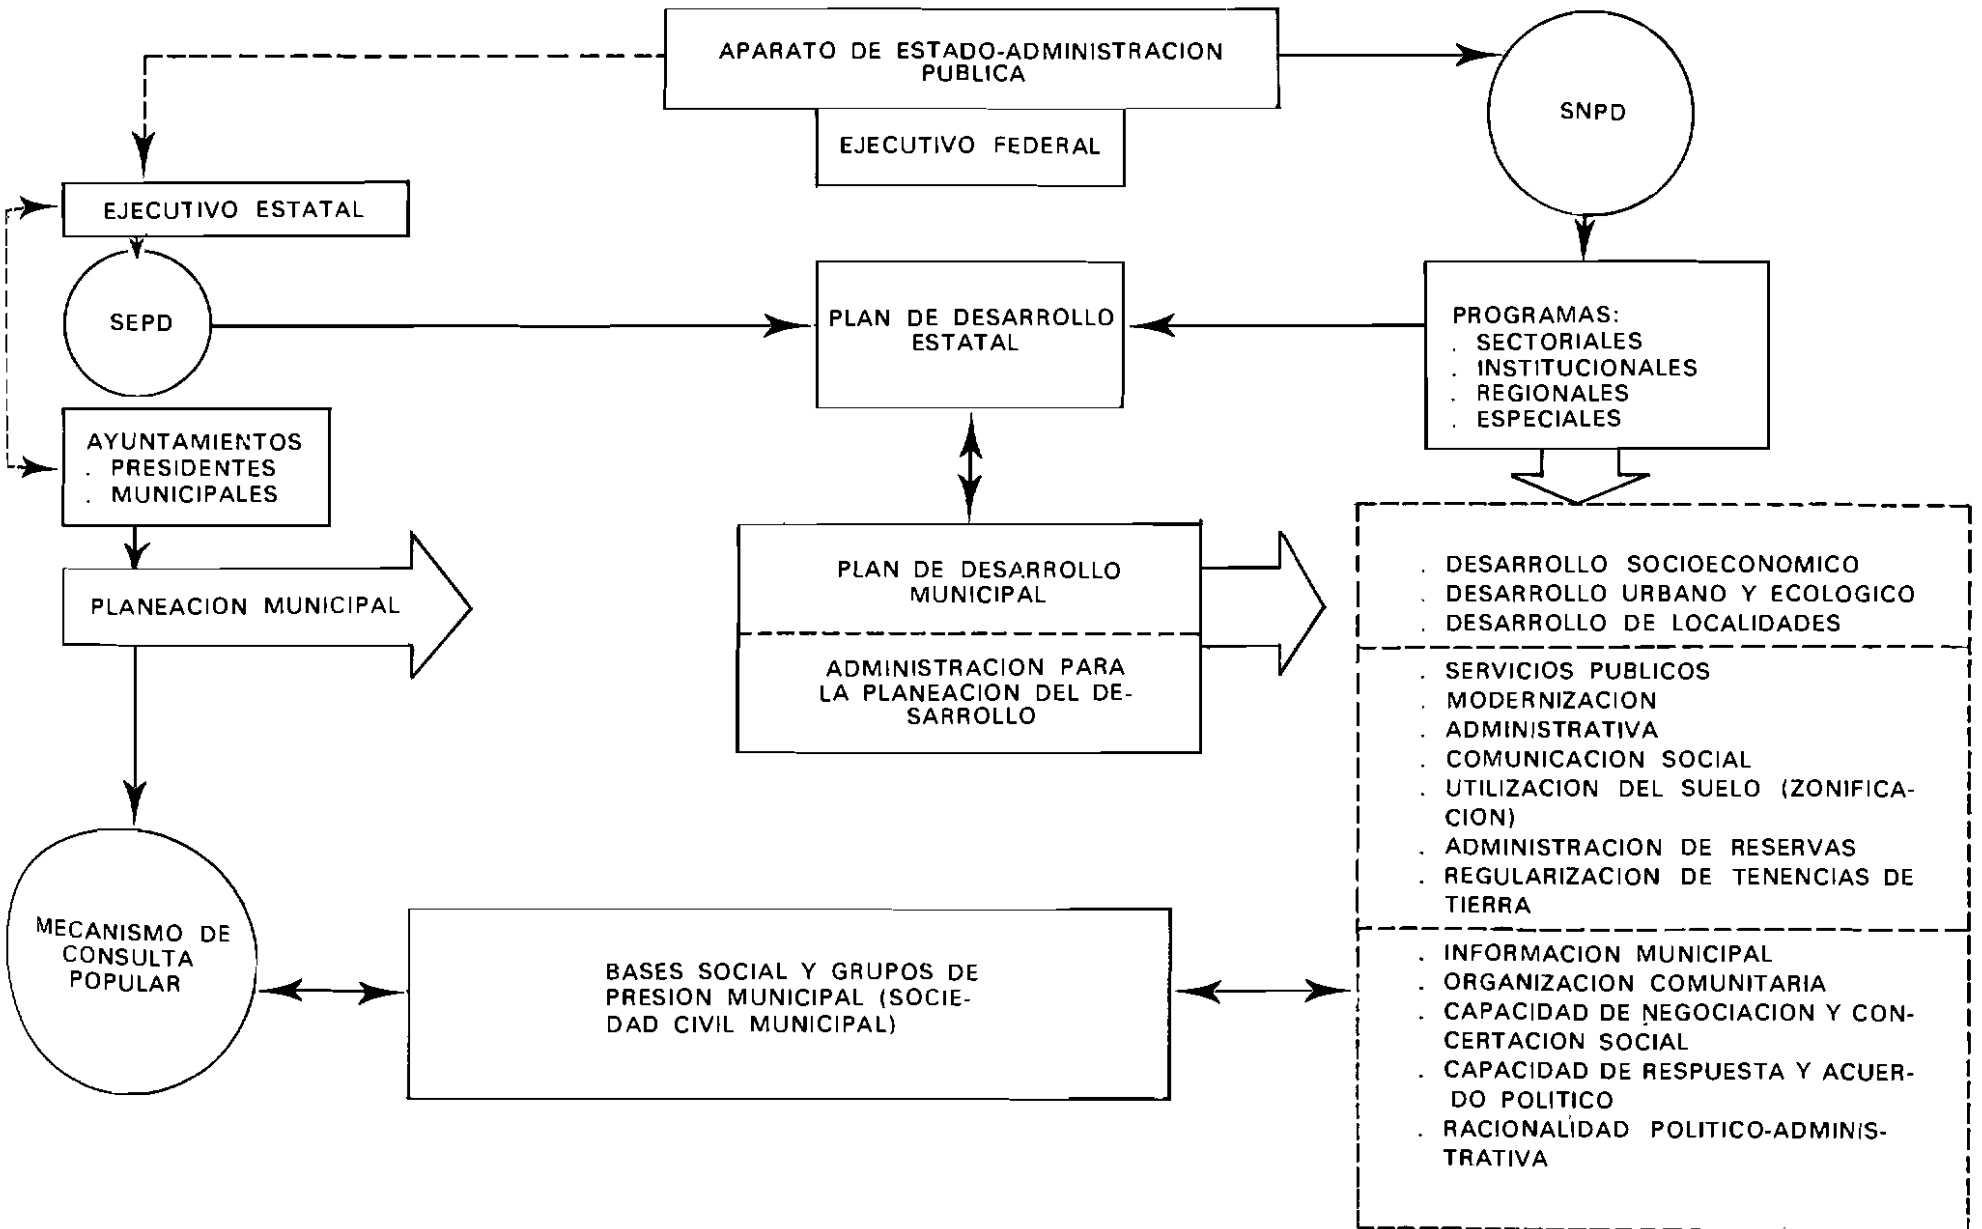 APARATO DE ESTADO-ADMINISTRACION
PUBLICA
EJECUTIVO FEDERAL
SNPD
EJECUTIVO ESTATAL
SEPD
PLAN DE DESARROLLO
ESTATAL
PROGRAMAS:
. SECTORIALES
. INSTITUCIONALES
. REGIONALES
. ESPECIALES
AYUNTAMIENTOS
. PRESIDENTES
. MUNICIPALES
PLANEACION MUNICIPAL
PLAN DE DESARROLLO
MUNICIPAL
ADMINISTRACION PARA
LA PLANEACION DEL DE-
SARROLLO
. DESARROLLO SOCIOECONOMICO
. DESARROLLO URBANO Y ECOLOGICO
. DESARROLLO DE LOCALIDADES
. SERVICIOS PUBLICOS
. MODERNIZACION
. ADMINISTRATIVA
. COMUNICACION SOCIAL
. UTILIZACION DEL SUELO (ZONIFICA-
CION)
. ADMINISTRACION DE RESERVAS
. REGULARIZACION DE TENENCIAS DE
TIERRA
. INFORMACION MUNICIPAL
. ORGANIZACION COMUNITARIA
. CAPACIDAD DE NEGOCIACION Y CON-
CERTACION SOCIAL
. CAPACIDAD DE RESPUESTA Y ACUER-
DO POLITICO
. RACIONALIDAD POLITICO-ADMINIS-
TRATIVA
MECANISMO DE
CONSULTA
POPULAR
BASES SOCIAL Y GRUPOS DE
PRESION MUNICIPAL (SOCIE-
DAD CIVIL MUNICIPAL)